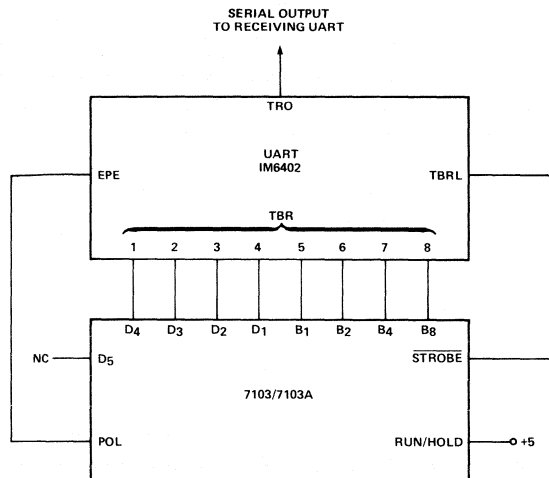 SERIAL OUTPUT
TO RECEIVING UART
TRO
UART
IM6402
EPE
TBRL
TBR
1 2 3 4 5 6 7 8
D4 D3 D2 D1 B1 B2 B4 B8
NC
D5
STROBE
7103/7103A
POL
RUN/HOLD
+5